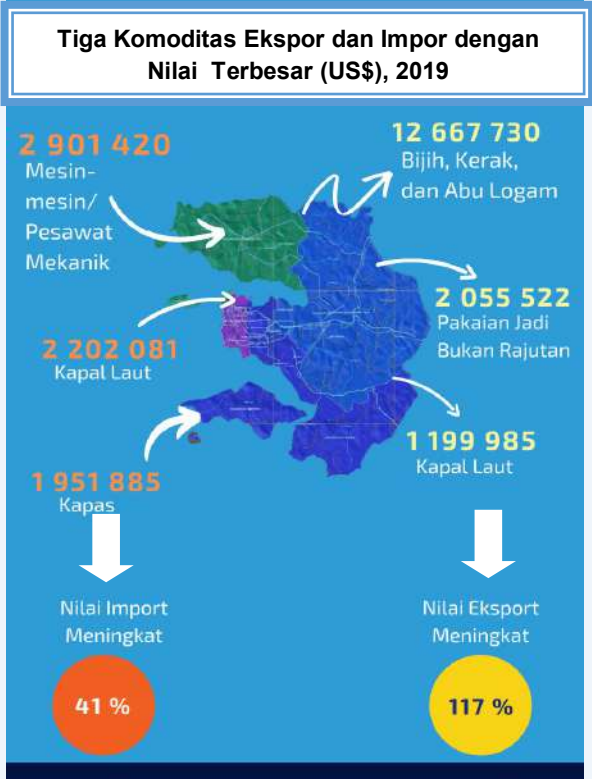 Tiga Komoditas Ekspor dan Impor dengan
Nilai Terbesar (US$), 2019
2 901 420
Mesin-
mesin/
Pesawat
Mekanik
12 667 730
Bijih, Kerak,
dan Abu Logam
2 055 522
Pakaian Jadi
Bukan Rajutan
2 202 081
Kapal Laut
1 199 985
Kapal Laut
1 951 885
Kapas
Nilai Import
Meningkat
41 %
Nilai Eksport
Meningkat
117 %